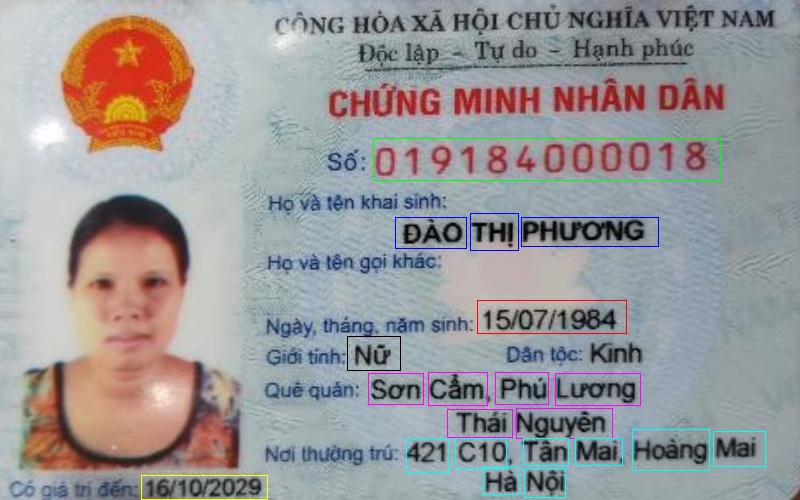 CỘNG HÒA XÃ HỘI CHỦ NGHĨA VIỆT NAM
Độc lập - Tự do - Hạnh phúc
CHỨNG MINH NHÂN DÂN
Số: 019184000018
Họ và tên khai sinh:
ĐÀO THỊ PHƯƠNG
Họ và tên gọi khác:
Ngày, tháng, năm sinh: 15/07/1984
Giới tính: Nữ Dân tộc: Kinh
Quê quán: Sơn Cẩm, Phú Lương
Thái Nguyên
Nơi thường trú: 421 C10, Tân Mai, Hoàng Mai
Hà Nội
Có giá trị đến: 16/10/2029